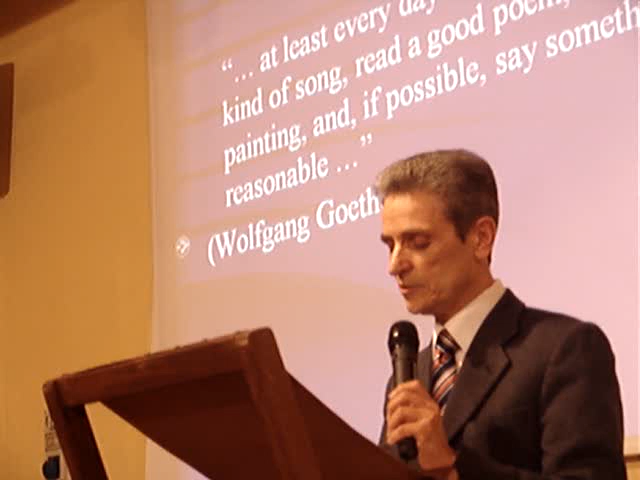 “... at least every day
kind of song, read a good poem,
painting, and, if possible, say someth
reasonable ...”
(Wolfgang Goeth